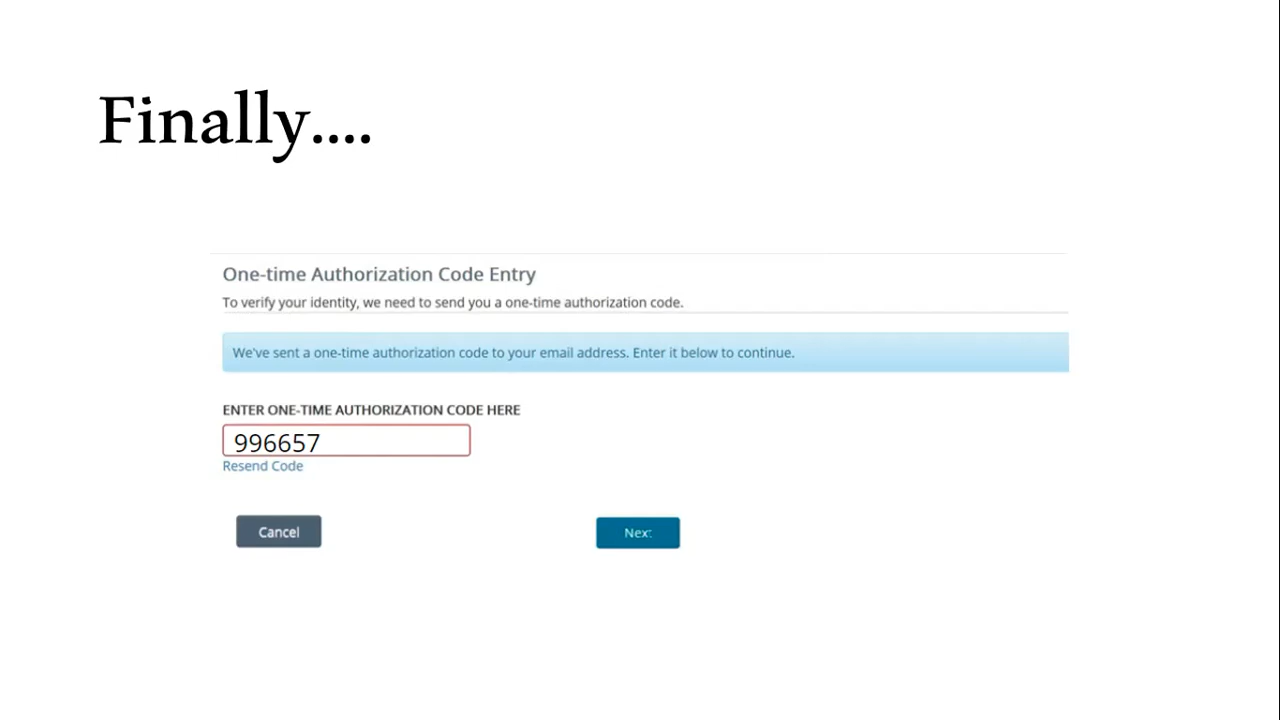 Finally....
One-time Authorization Code Entry
To verify your identity, we need to send you a one-time authorization code.
We've sent a one-time authorization code to your email address. Enter it below to continue.
ENTER ONE-TIME AUTHORIZATION CODE HERE
996657
Resend Code
Cancel
Next